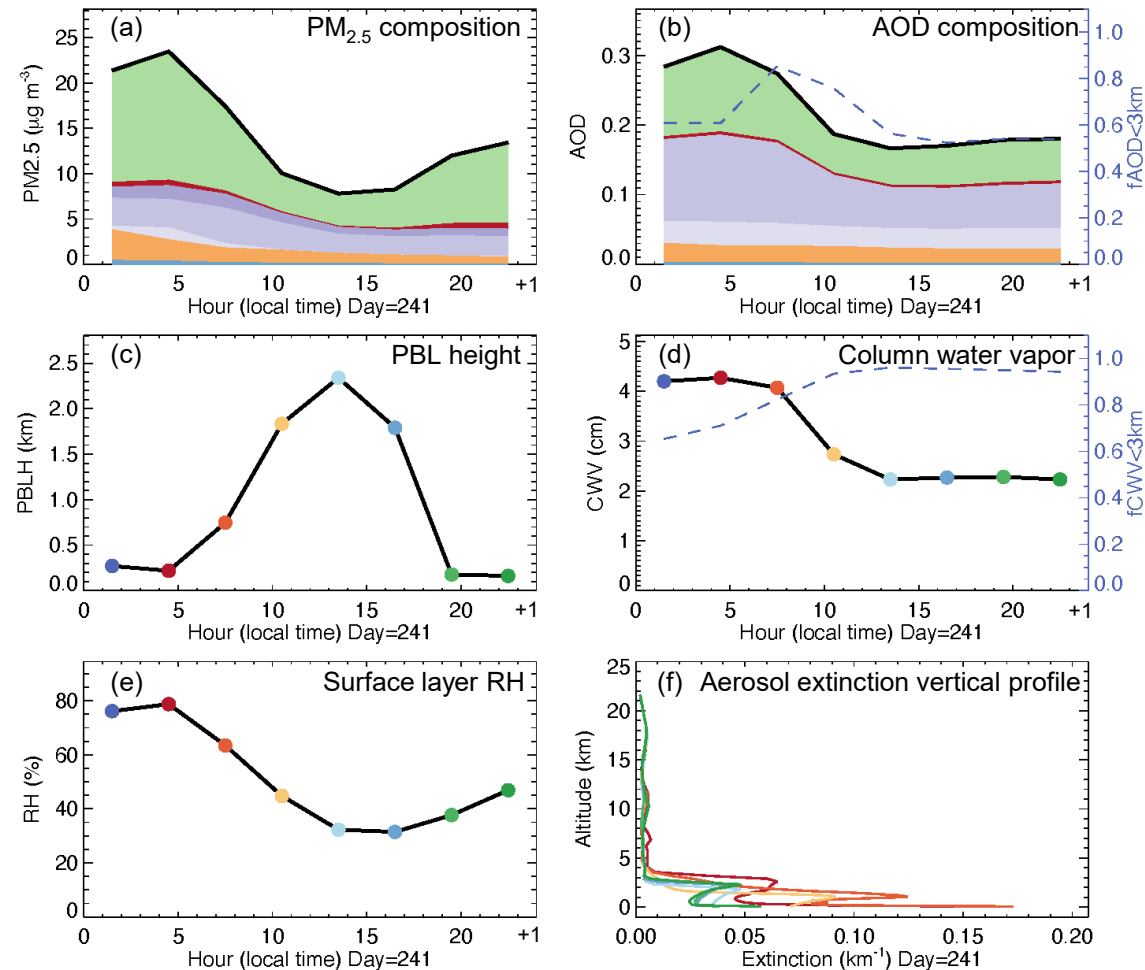 (a) PM2.5 composition
PM2.5 (μg m⁻³)
25
20
15
10
5
0
0 5 10 15 20 +1
Hour (local time) Day=241
(b) AOD composition
AOD
0.3
0.2
0.1
0.0
fAOD<3km
1.0
0.8
0.6
0.4
0.2
0.0
0 5 10 15 20 +1
Hour (local time) Day=241
(c) PBL height
PBLH (km)
2.5
2.0
1.5
1.0
0.5
0.0
0 5 10 15 20 +1
Hour (local time) Day=241
(d) Column water vapor
CWV (cm)
5
4
3
2
1
0
fCWV<3km
1.0
0.8
0.6
0.4
0.2
0.0
0 5 10 15 20 +1
Hour (local time) Day=241
(e) Surface layer RH
RH (%)
80
60
40
20
0
0 5 10 15 20 +1
Hour (local time) Day=241
(f) Aerosol extinction vertical profile
Altitude (km)
25
20
15
10
5
0
0.00 0.05 0.10 0.15 0.20
Extinction (km⁻¹) Day=241